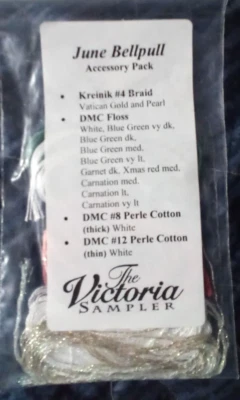 June Bellpull
Accessory Pack
• Kreinik #4 Braid
Vatican Gold and Pearl
• DMC Floss
White, Blue Green vy dk,
Blue Green dk,
Blue Green med.
Blue Green vy lt,
Garnet dk, Xmas red med.
Carnation med.
Carnation lt,
Carnation vy lt
• DMC #8 Perle Cotton
(thick) White
• DMC #12 Perle Cotton
(thin) White
The
Victoria
SAMPLER